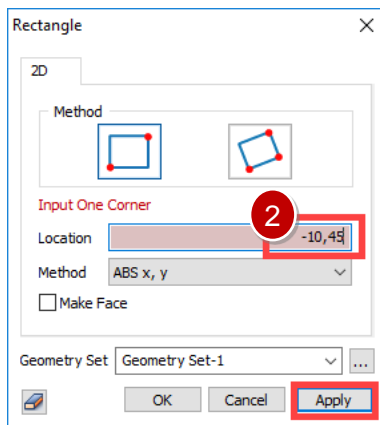 Rectangle
2D
Method
Input One Corner
2
Location -10,45
Method ABS x, y
Make Face
Geometry Set Geometry Set-1 ...
OK Cancel Apply